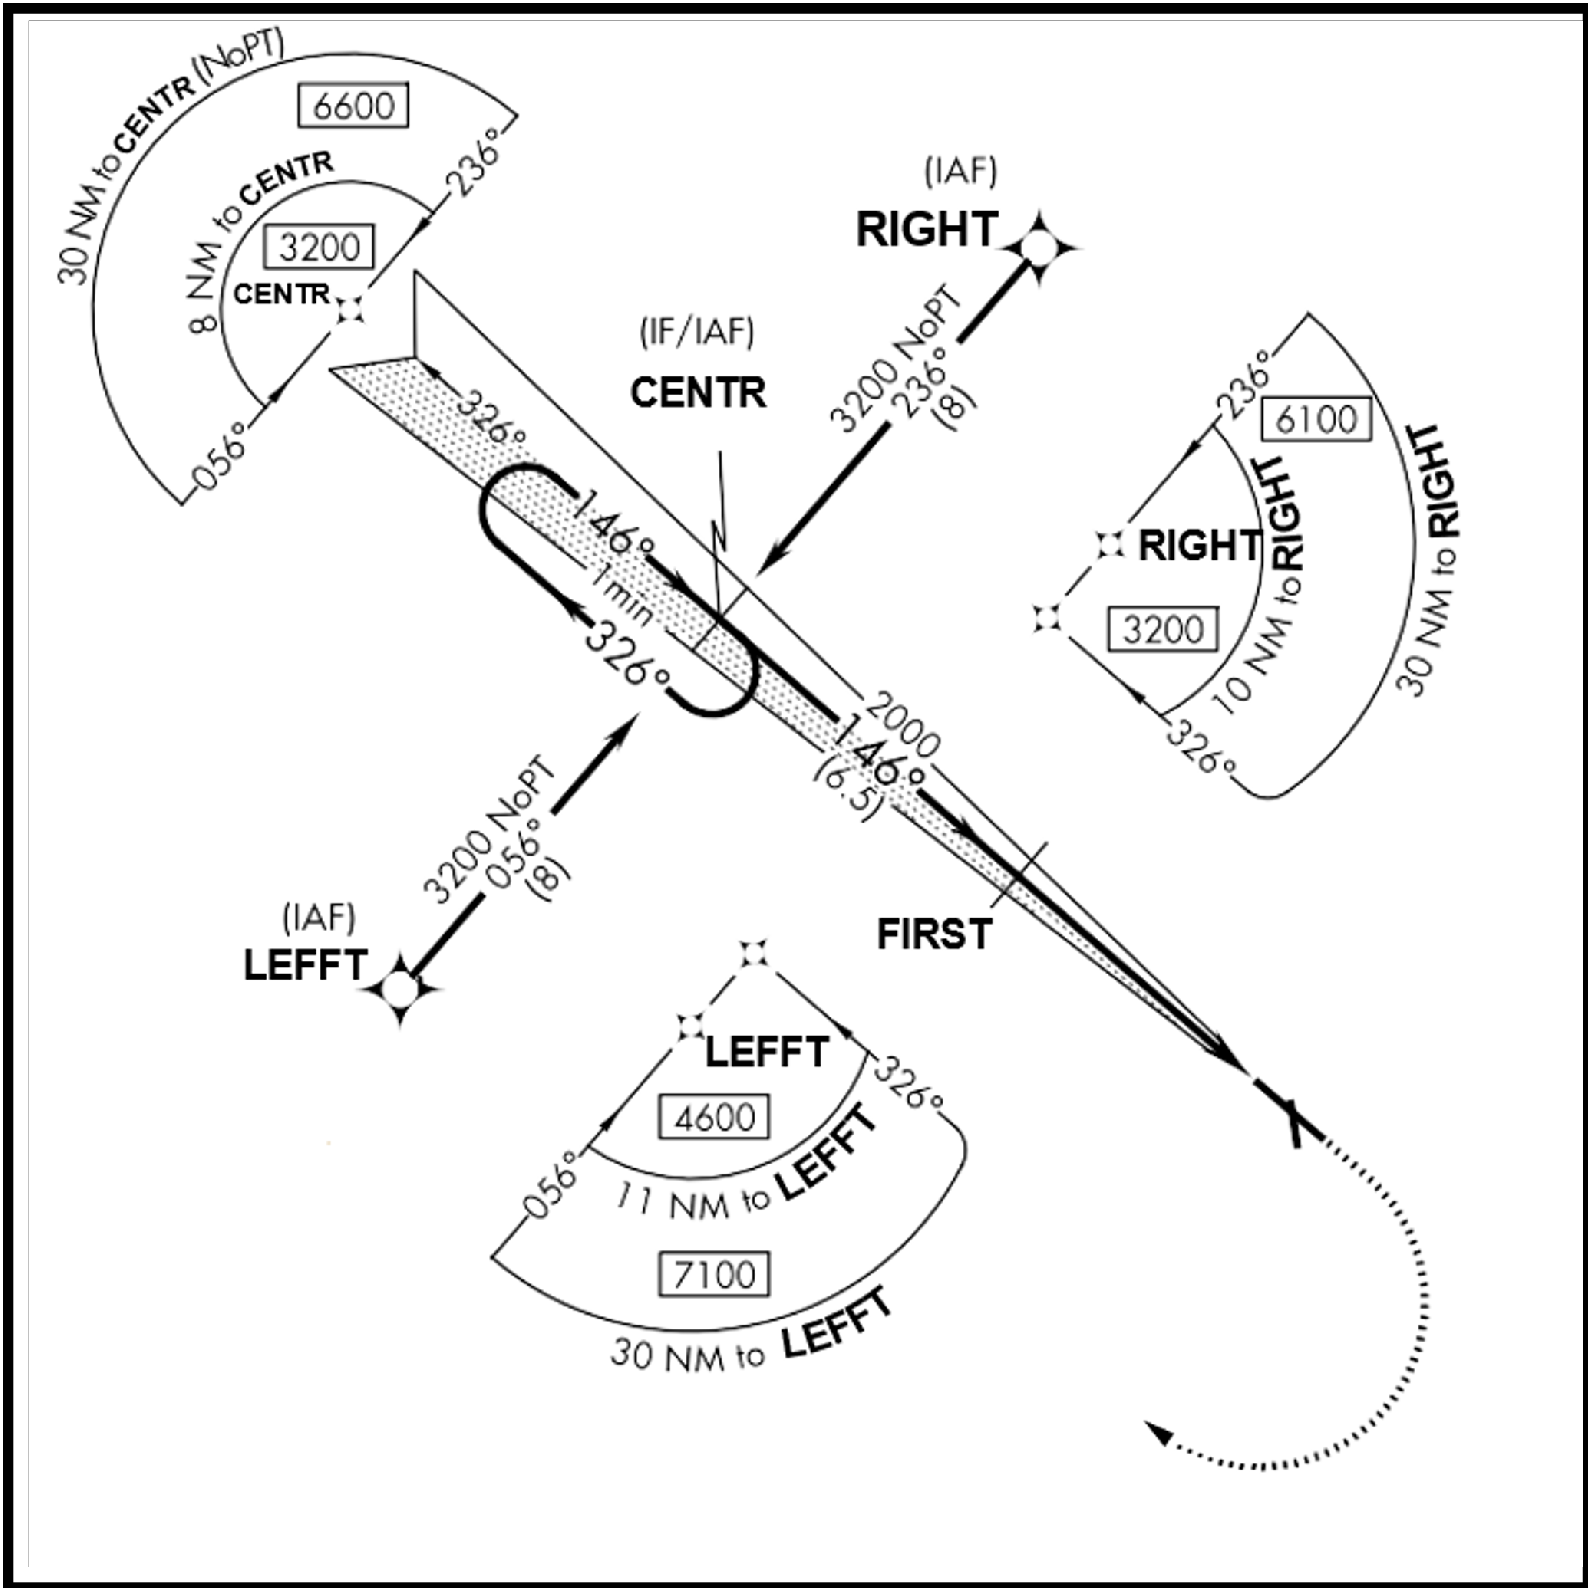 30 NM to CENTR (NoPT)
6600
236°
8 NM to CENTR
3200
CENTR
056°
(IAF)
RIGHT
3200 NoPT
236°
(8)
(IF/IAF)
CENTR
326°
146°
1 min
326°
236°
6100
RIGHT
3200
10 NM to RIGHT
30 NM to RIGHT
326°
2000
146°
(6.5)
3200 NoPT
056°
(8)
(IAF)
LEFFT
FIRST
LEFFT
4600
326°
056°
11 NM to LEFFT
7100
30 NM to LEFFT